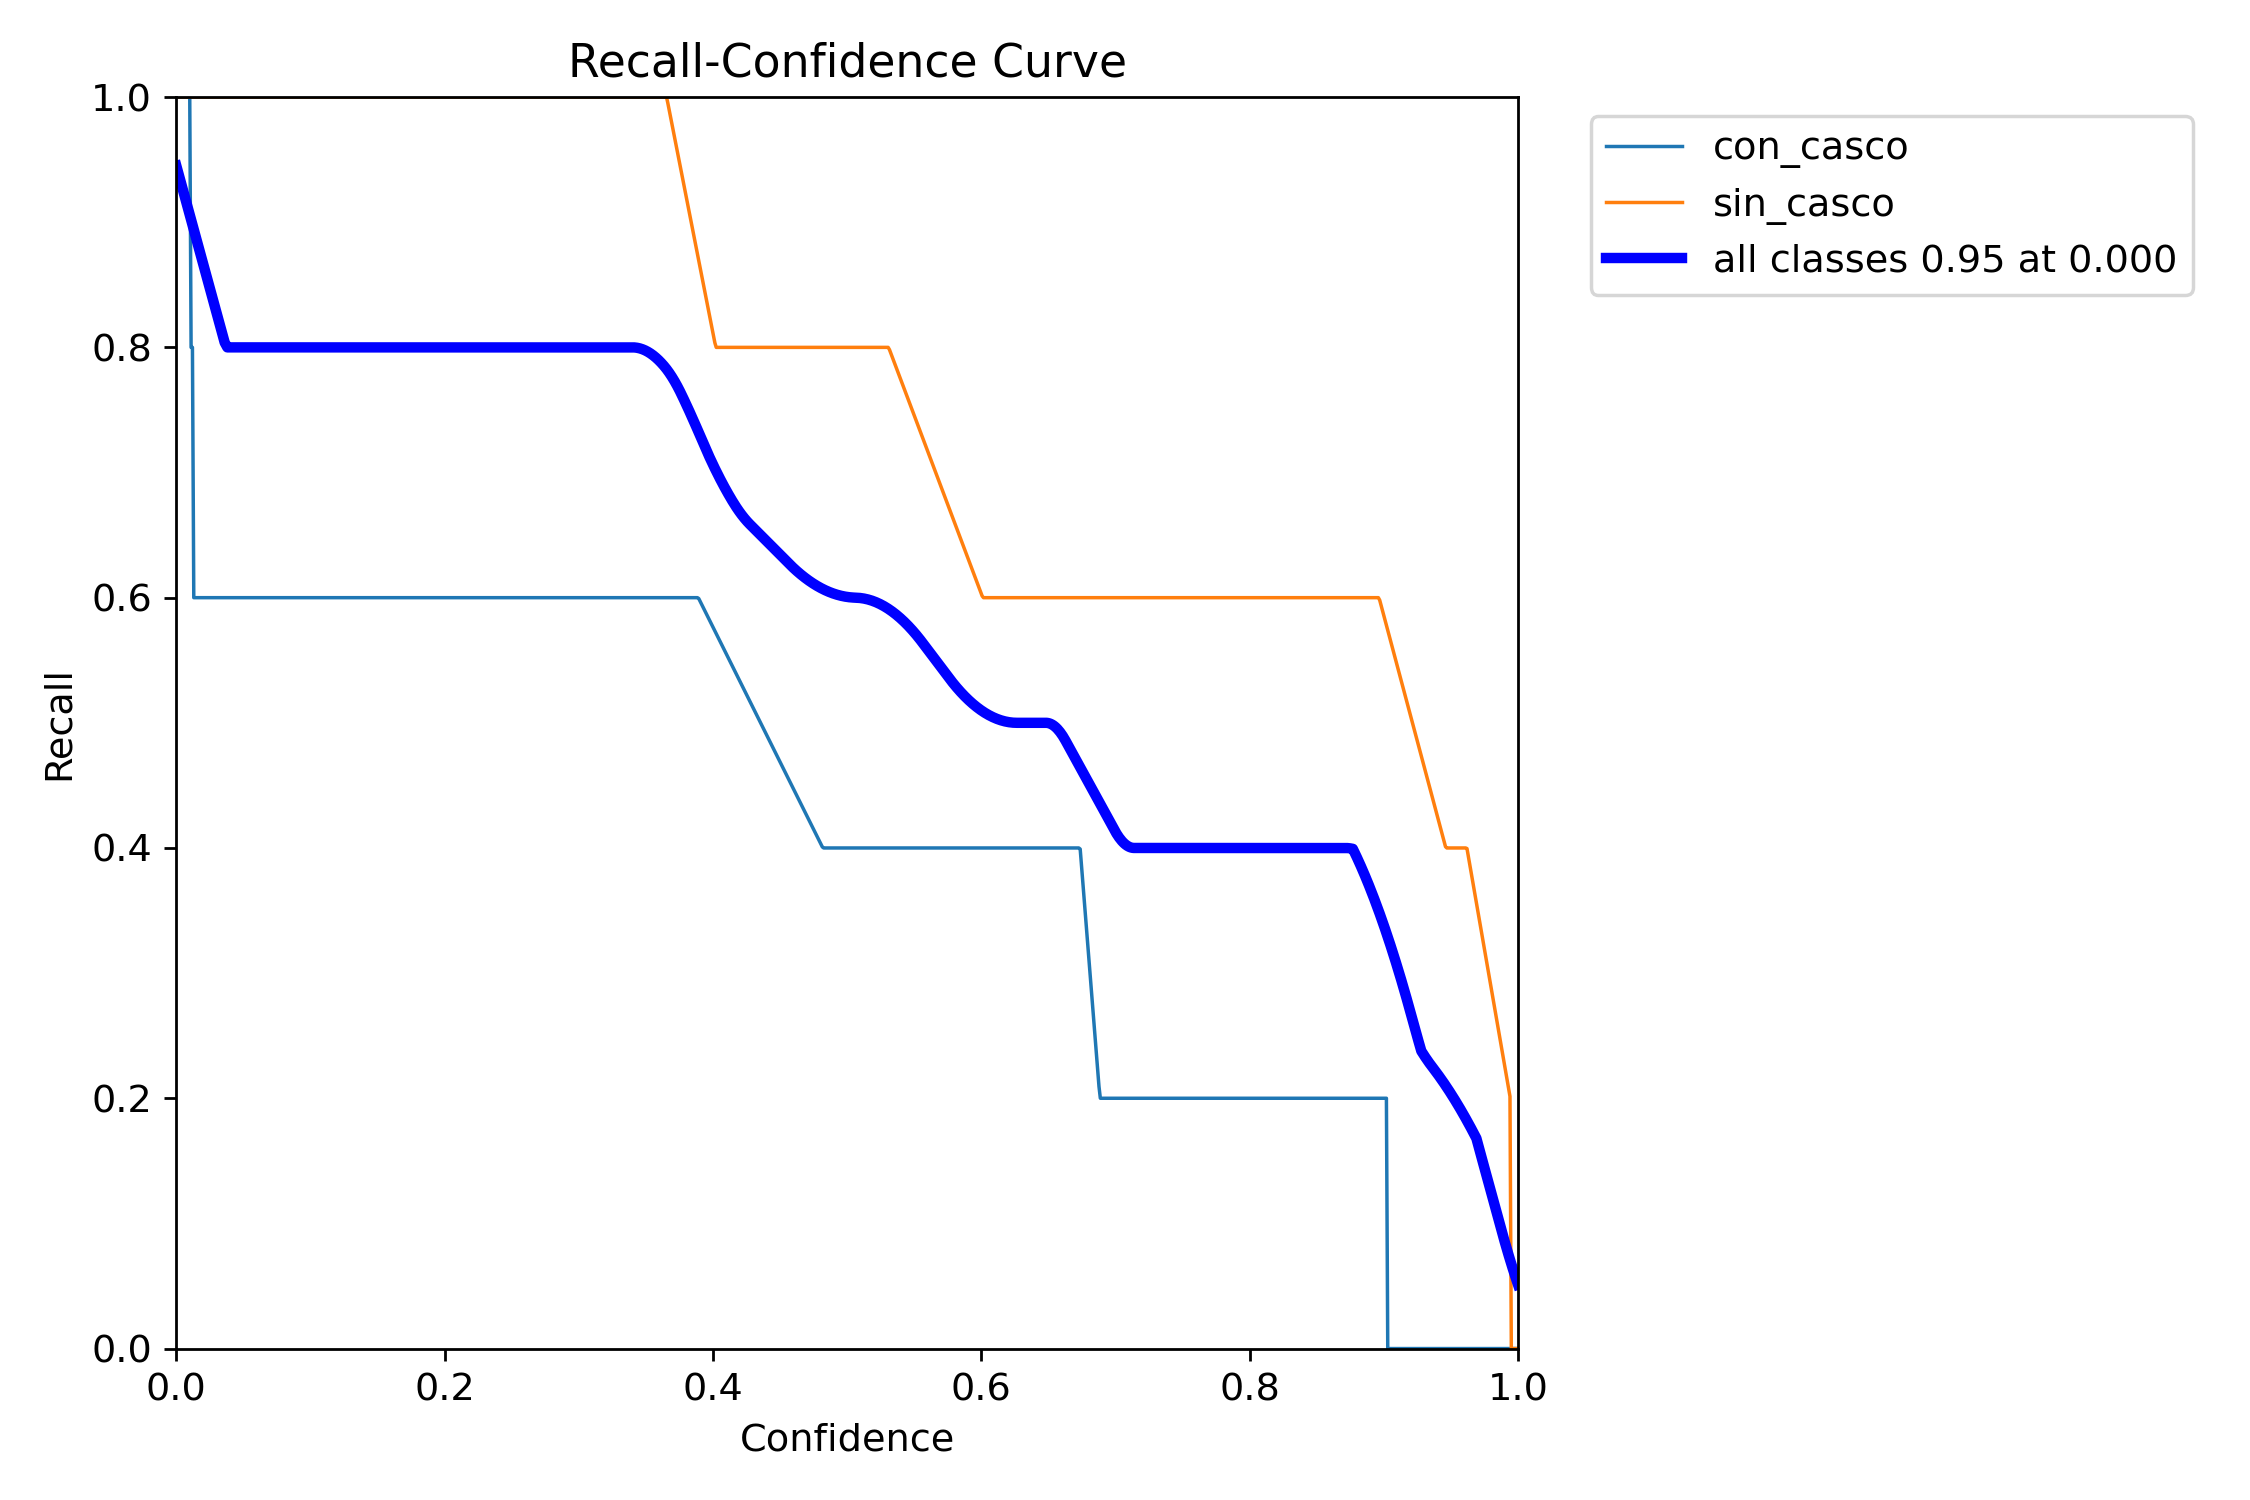 Recall-Confidence Curve
con_casco
sin_casco
all classes 0.95 at 0.000
1.0
0.8
0.6
0.4
0.2
0.0
Recall
0.0 0.2 0.4 0.6 0.8 1.0
Confidence